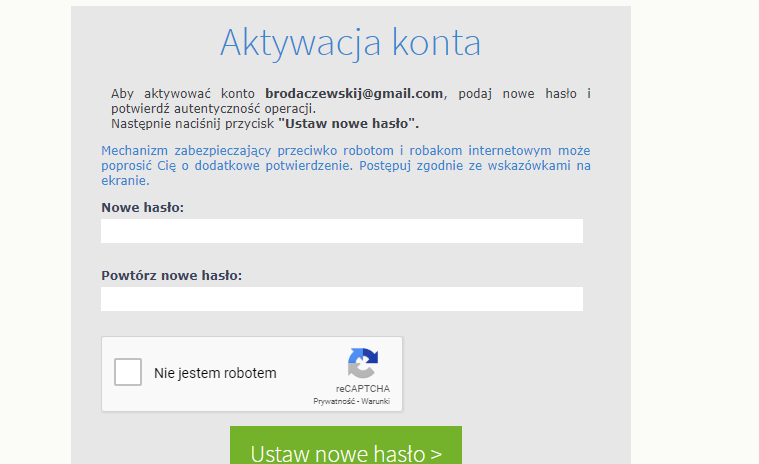 Aktywacja konta
Aby aktywować konto brodaczewskij@gmail.com, podaj nowe hasło i
potwierdź autentyczność operacji.
Następnie naciśnij przycisk "Ustaw nowe hasło".
Mechanizm zabezpieczający przeciwko robotom i robakom internetowym może
poprosić Cię o dodatkowe potwierdzenie. Postępuj zgodnie ze wskazówkami na
ekranie.
Nowe hasło:
Powtórz nowe hasło:
Nie jestem robotem
reCAPTCHA
Prywatność - Warunki
Ustaw nowe hasło >